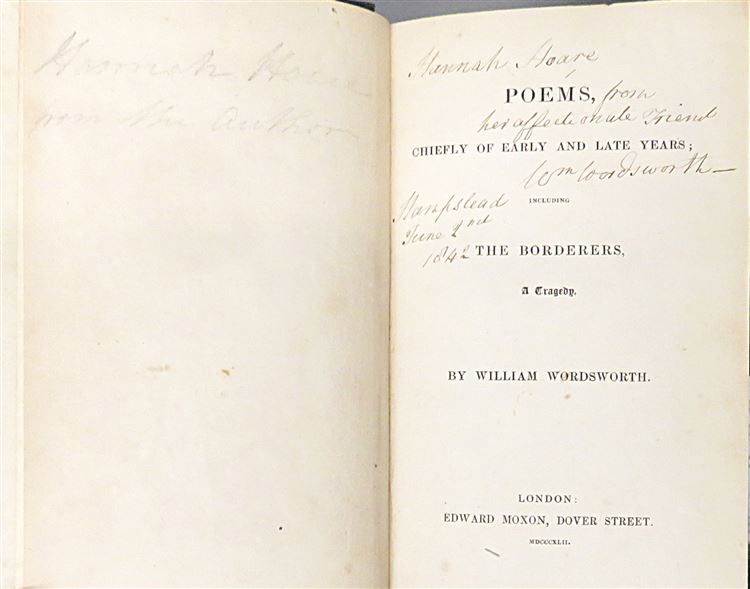 Hannah Hoare
from the Author
Hannah Hoare
POEMS, from
her affectionate Friend
CHIEFLY OF EARLY AND LATE YEARS;
Wm Wordsworth—
Hampstead
INCLUDING
June 2nd
1842
THE BORDERERS,
A Tragedy.
BY WILLIAM WORDSWORTH.
LONDON:
EDWARD MOXON, DOVER STREET.
MDCCCXLII.